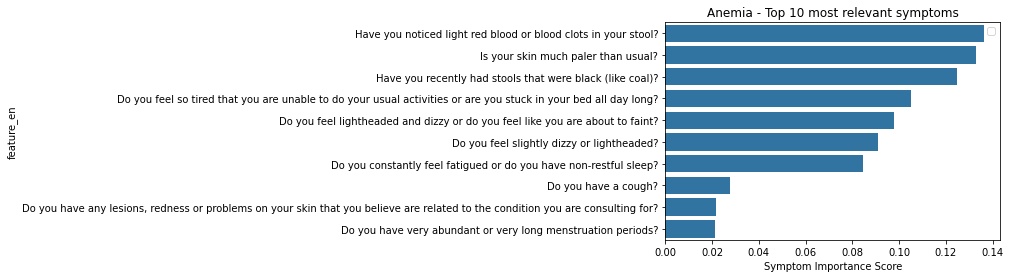 Anemia - Top 10 most relevant symptoms
Have you noticed light red blood or blood clots in your stool?
Is your skin much paler than usual?
Have you recently had stools that were black (like coal)?
Do you feel so tired that you are unable to do your usual activities or are you stuck in your bed all day long?
Do you feel lightheaded and dizzy or do you feel like you are about to faint?
Do you feel slightly dizzy or lightheaded?
Do you constantly feel fatigued or do you have non-restful sleep?
Do you have a cough?
Do you have any lesions, redness or problems on your skin that you believe are related to the condition you are consulting for?
Do you have very abundant or very long menstruation periods?
feature_en
0.00 0.02 0.04 0.06 0.08 0.10 0.12 0.14
Symptom Importance Score